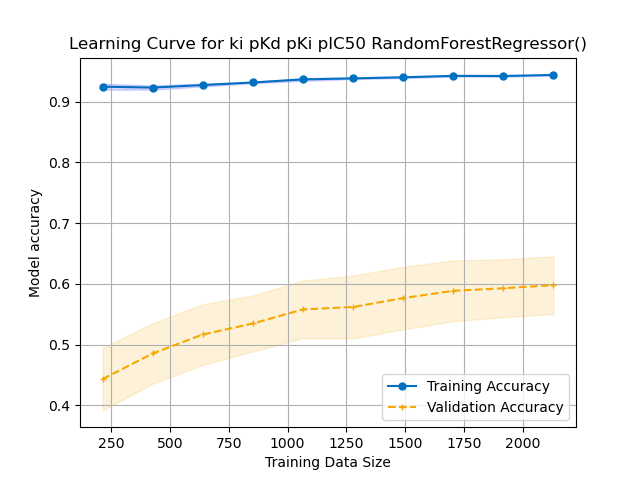 Learning Curve for ki pKd pKi pIC50 RandomForestRegressor()
Model accuracy
0.9
0.8
0.7
0.6
0.5
0.4
Training Accuracy
Validation Accuracy
250 500 750 1000 1250 1500 1750 2000
Training Data Size